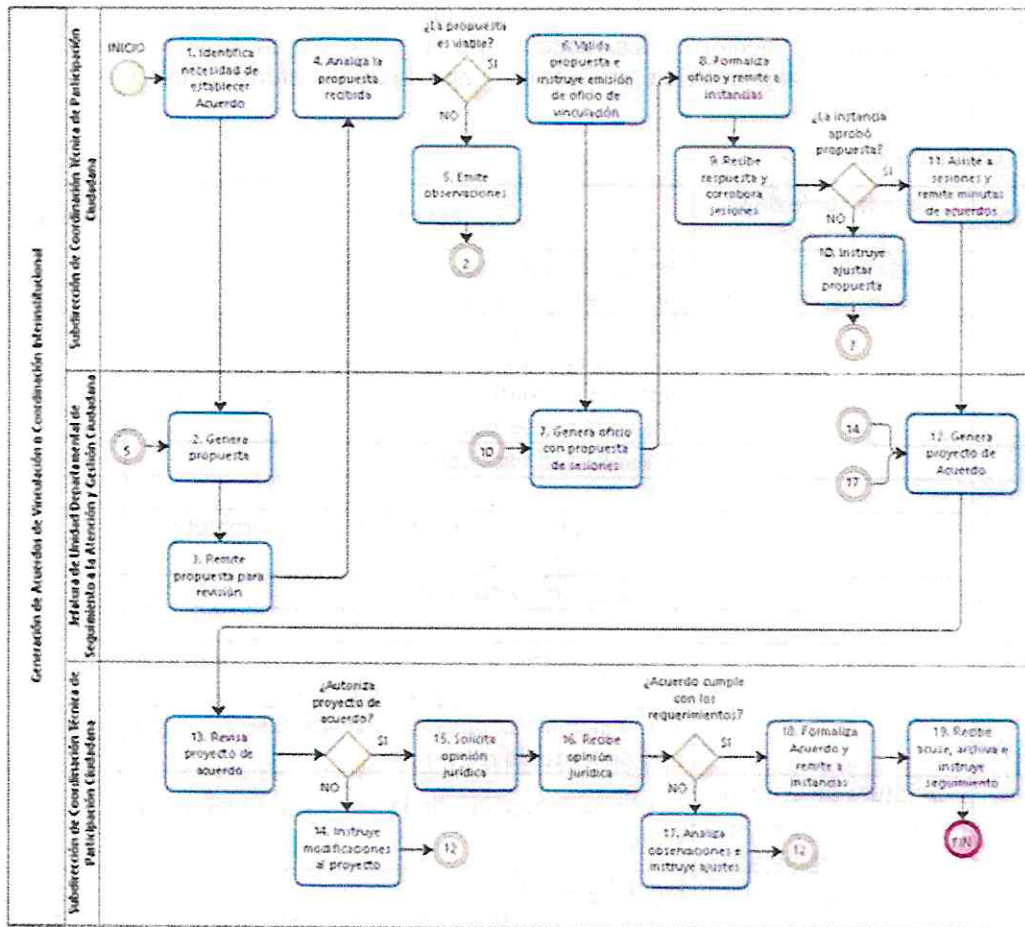 Generación de Acuerdos de Vinculación o Coordinación Interinstitucional
Subdirección de Coordinación Técnica de Participación
Ciudadana
INICIO
1. Identifica
necesidad de
establecer
Acuerdo
4. Analiza la
propuesta
recibida
¿La propuesta
es viable?
SI
NO
5. Emite
observaciones
2
6. Valida
propuesta e
instruye emisión
de oficio de
vinculación
8. Formaliza
oficio y remite a
instancias
9. Recibe
respuesta y
corrobora
sesiones
¿La instancia
aprobó
propuesta?
SI
NO
10. Instruye
ajustar
propuesta
7
11. Asiste a
sesiones y
remite minutas
de acuerdos
Jefatura de Unidad Departamental de
Seguimiento a la Atención y Gestión Ciudadana
5
2. Genera
propuesta
3. Remite
propuesta para
revisión
10
7. Genera oficio
con propuesta
de sesiones
14
17
12. Genera
proyecto de
Acuerdo
Subdirección de Coordinación Técnica de
Participación Ciudadana
13. Revisa
proyecto de
acuerdo
¿Autoriza
proyecto de
acuerdo?
SI
NO
14. Instruye
modificaciones
al proyecto
12
15. Solicita
opinión
jurídica
16. Recibe
opinión
jurídica
¿Acuerdo cumple
con los
requerimientos?
SI
NO
17. Analiza
observaciones e
instruye ajustes
12
18. Formaliza
Acuerdo y
remite a
instancias
19. Recibe
acuse, archiva e
instruye
seguimiento
FIN